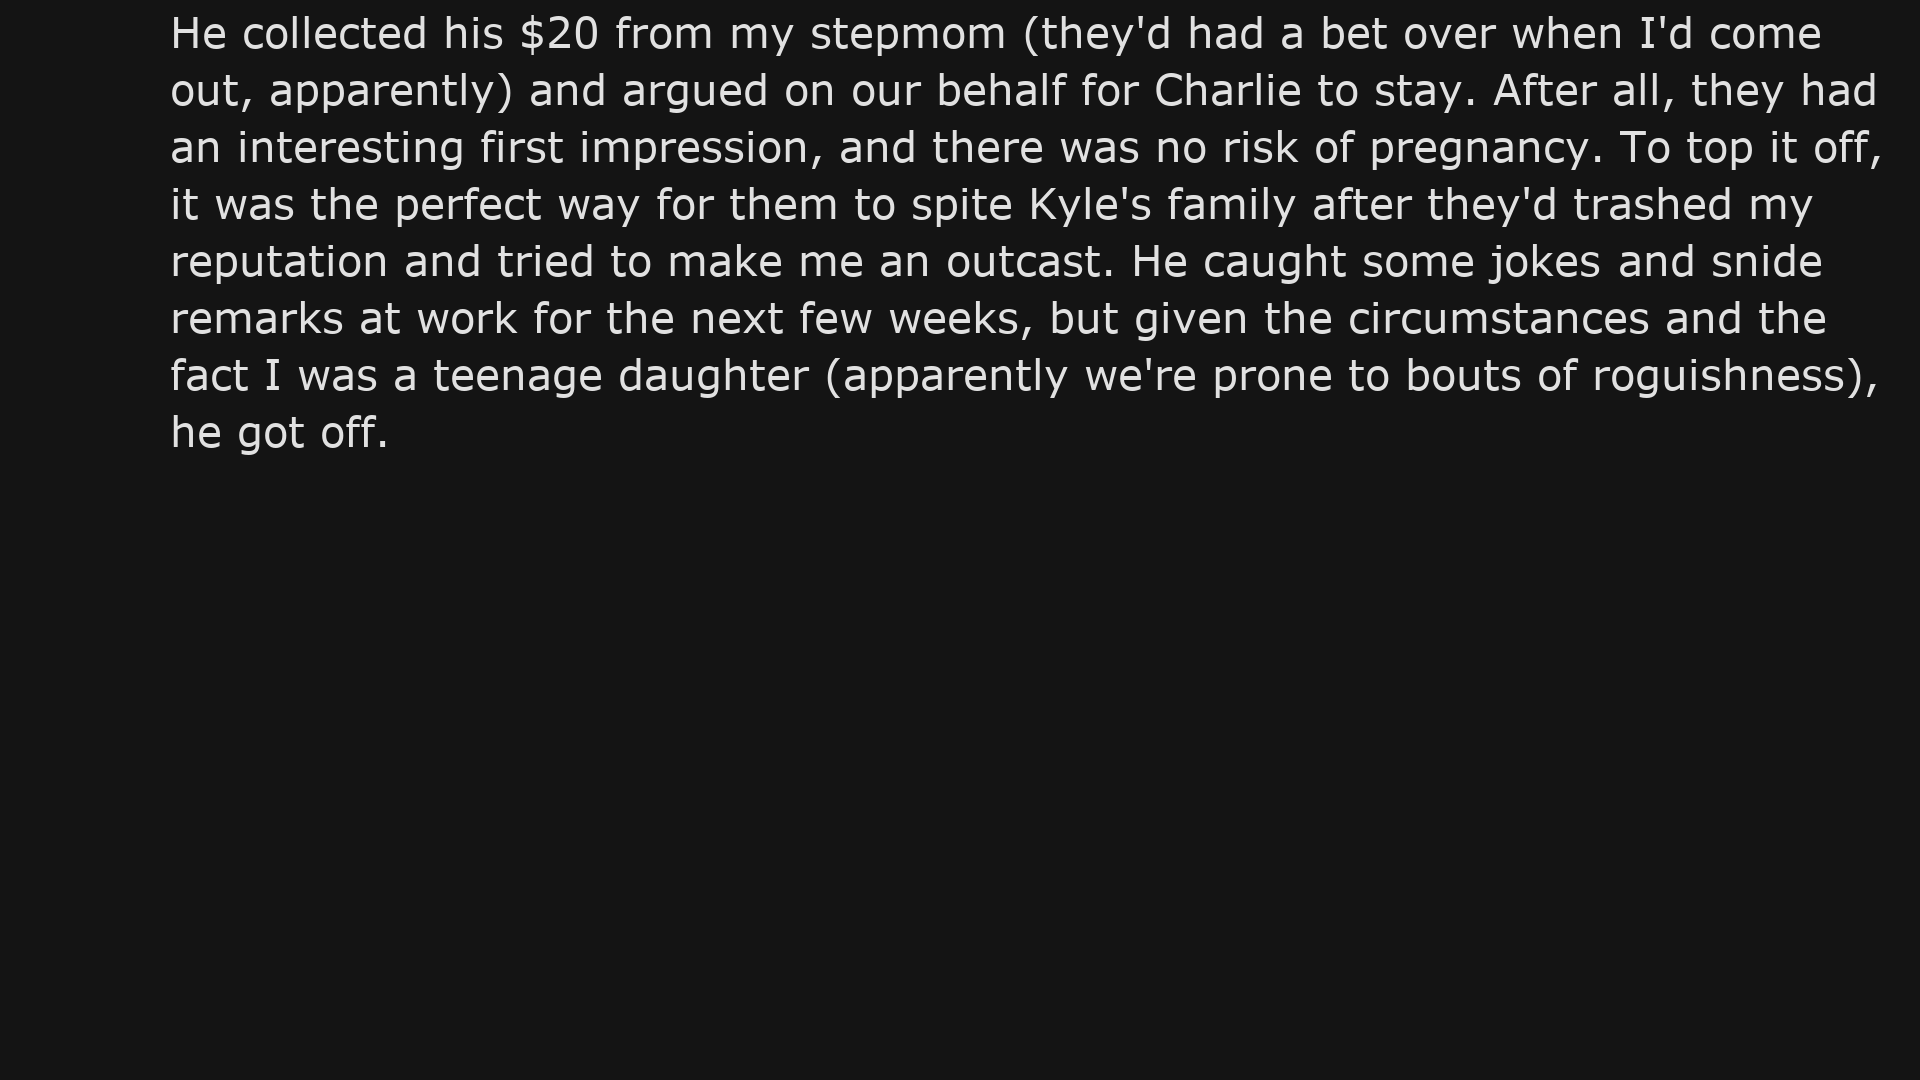 He collected his $20 from my stepmom (they'd had a bet over when I'd come
out, apparently) and argued on our behalf for Charlie to stay. After all, they had
an interesting first impression, and there was no risk of pregnancy. To top it off,
it was the perfect way for them to spite Kyle's family after they'd trashed my
reputation and tried to make me an outcast. He caught some jokes and snide
remarks at work for the next few weeks, but given the circumstances and the
fact I was a teenage daughter (apparently we're prone to bouts of roguishness),
he got off.